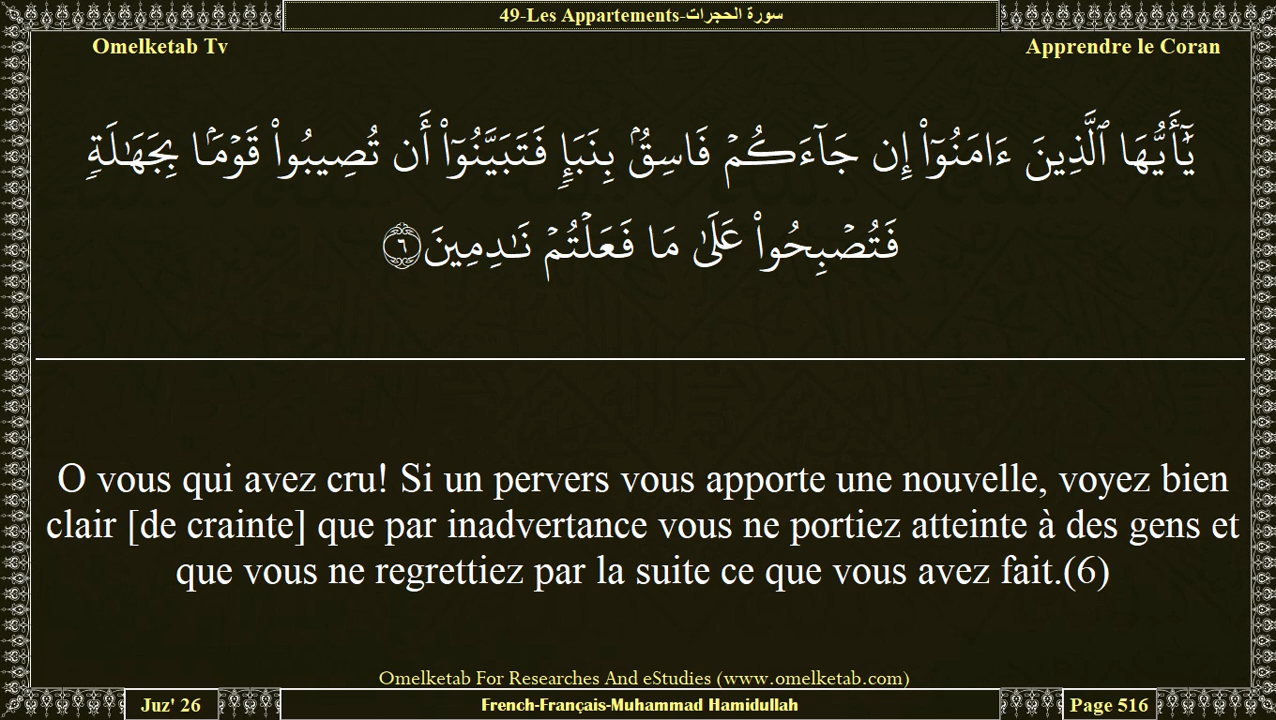 49-Les Appartements-سورة الحجرات
Omelketab Tv
Apprendre le Coran
يَٰٓأَيُّهَا ٱلَّذِينَ ءَامَنُوٓا۟ إِن جَآءَكُمْ فَاسِقٌۢ بِنَبَإٍۢ فَتَبَيَّنُوٓا۟ أَن تُصِيبُوا۟ قَوْمًۢا بِجَهَٰلَةٍۢ
فَتُصْبِحُوا۟ عَلَىٰ مَا فَعَلْتُمْ نَٰدِمِينَ ٦
O vous qui avez cru! Si un pervers vous apporte une nouvelle, voyez bien
clair [de crainte] que par inadvertance vous ne portiez atteinte à des gens et
que vous ne regrettiez par la suite ce que vous avez fait.(6)
Omelketab For Researches And eStudies (www.omelketab.com)
Juz' 26
French-Français-Muhammad Hamidullah
Page 516